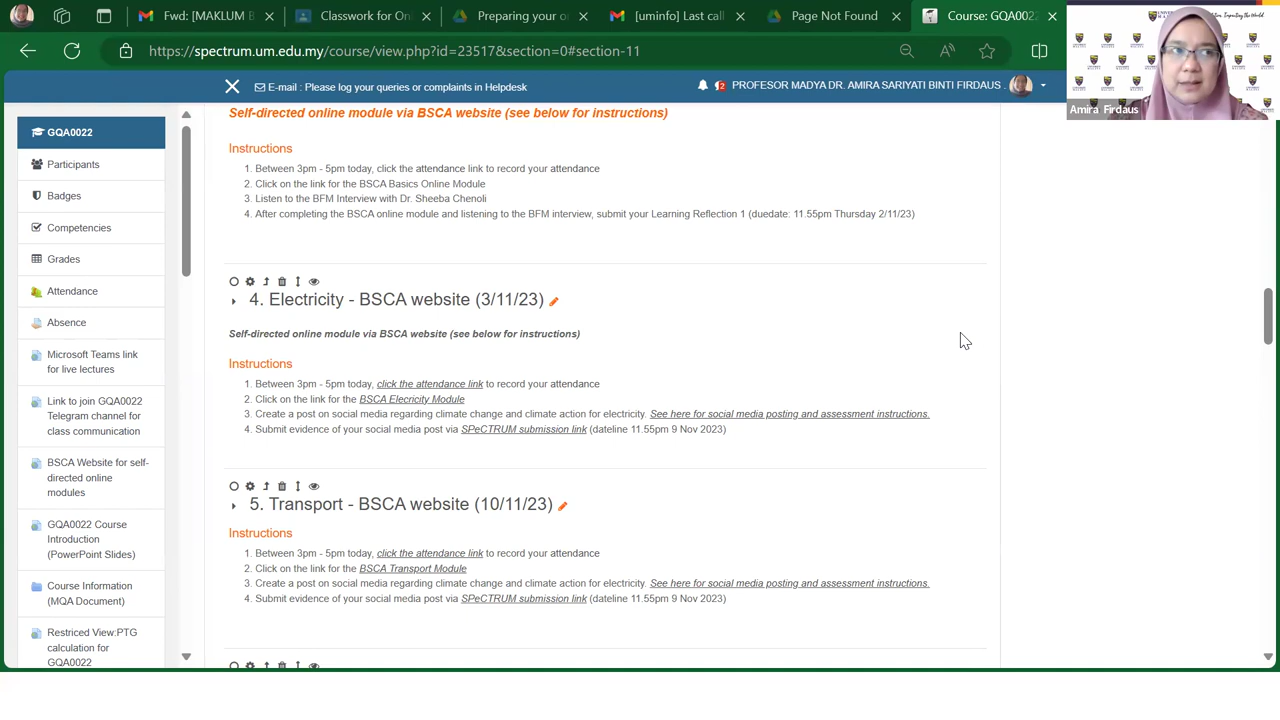 Fwd: [MAKLUM B
Classwork for Onl
Preparing your o
[uminfo] Last call
Page Not Found
Course: GQA0022
https://spectrum.um.edu.my/course/view.php?id=23517&section=0#section-11
E-mail : Please log your queries or complaints in Helpdesk
2
PROFESOR MADYA DR. AMIRA SARIYATI BINTI FIRDAUS .
Amira Firdaus
GQA0022
Participants
Badges
Competencies
Grades
Attendance
Absence
Microsoft Teams link
for live lectures
Link to join GQA0022
Telegram channel for
class communication
BSCA Website for self-
directed online
modules
GQA0022 Course
Introduction
(PowerPoint Slides)
Course Information
(MQA Document)
Restriced View:PTG
calculation for
GQA0022
Self-directed online module via BSCA website (see below for instructions)
Instructions
1. Between 3pm - 5pm today, click the attendance link to record your attendance
2. Click on the link for the BSCA Basics Online Module
3. Listen to the BFM Interview with Dr. Sheeba Chenoli
4. After completing the BSCA online module and listening to the BFM interview, submit your Learning Reflection 1 (duedate: 11.55pm Thursday 2/11/23)
4. Electricity - BSCA website (3/11/23)
Self-directed online module via BSCA website (see below for instructions)
Instructions
1. Between 3pm - 5pm today, click the attendance link to record your attendance
2. Click on the link for the BSCA Elecricity Module
3. Create a post on social media regarding climate change and climate action for electricity. See here for social media posting and assessment instructions.
4. Submit evidence of your social media post via SPeCTRUM submission link (dateline 11.55pm 9 Nov 2023)
5. Transport - BSCA website (10/11/23)
Instructions
1. Between 3pm - 5pm today, click the attendance link to record your attendance
2. Click on the link for the BSCA Transport Module
3. Create a post on social media regarding climate change and climate action for electricity. See here for social media posting and assessment instructions.
4. Submit evidence of your social media post via SPeCTRUM submission link (dateline 11.55pm 9 Nov 2023)